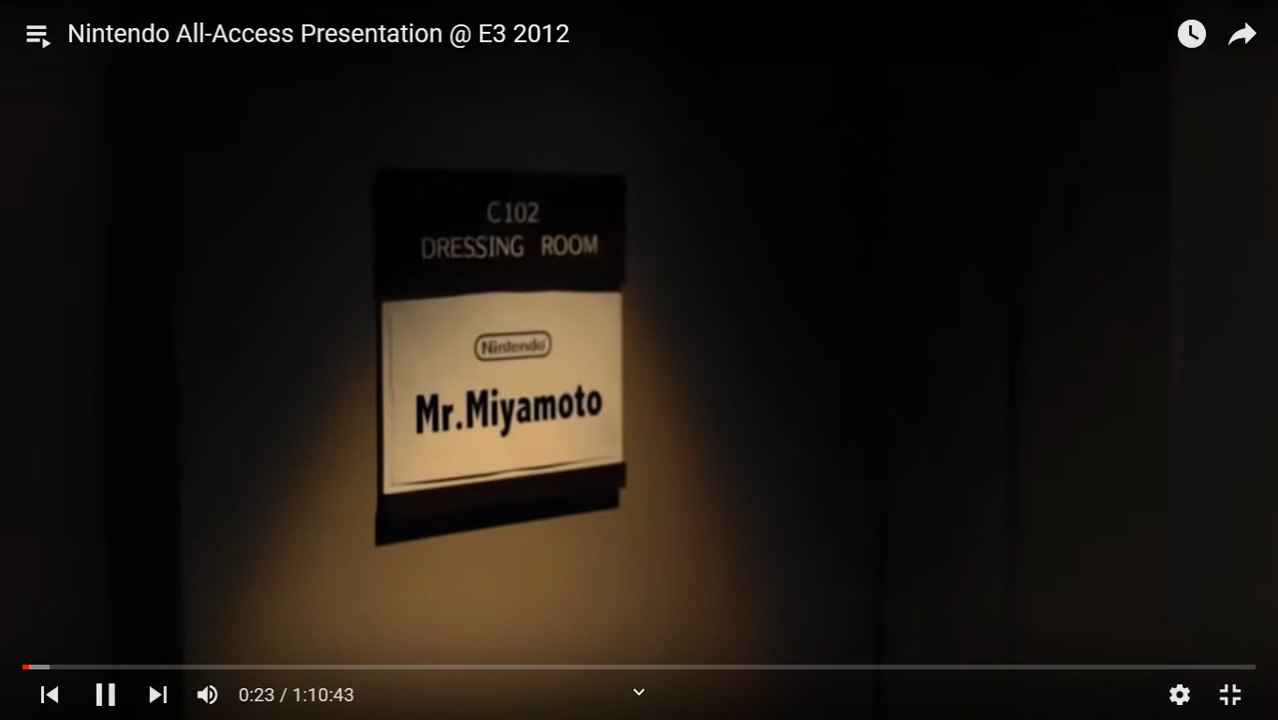 Nintendo All-Access Presentation @ E3 2012
C102
DRESSING ROOM
Nintendo
Mr.Miyamoto
0:23 / 1:10:43